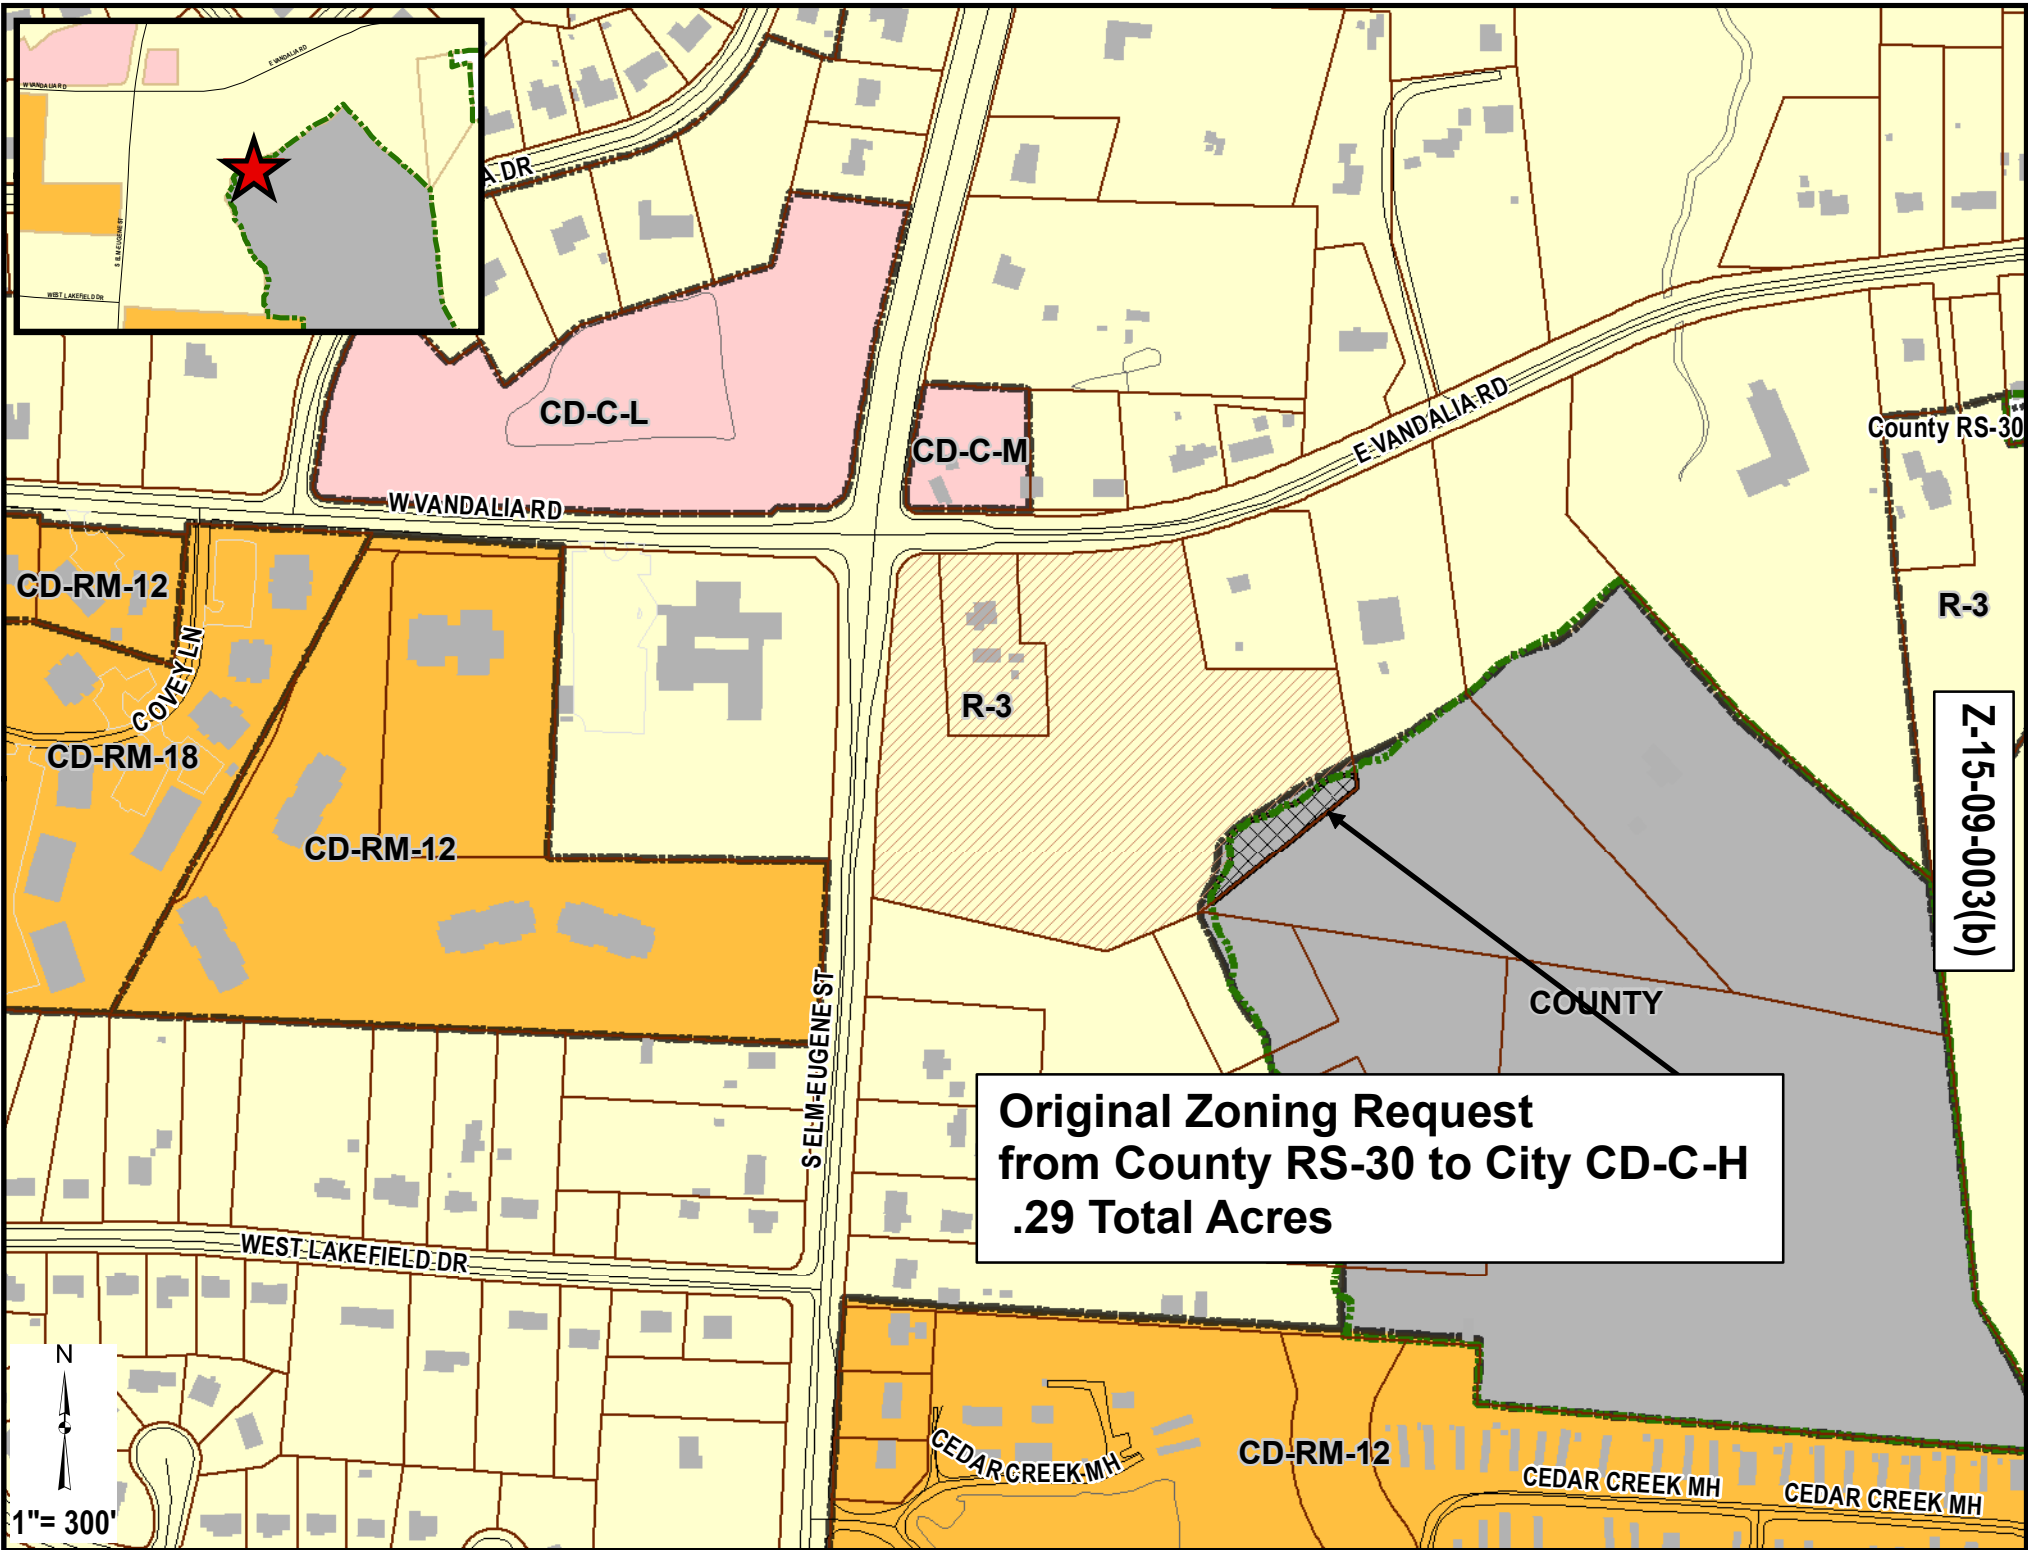 E VANDALIA RD
W VANDALIA RD
S ELM-EUGENE ST
WEST LAKEFIELD DR
A DR
CD-C-L
CD-C-M
E VANDALIA RD
County RS-30
W VANDALIA RD
CD-RM-12
R-3
COVEY LN
R-3
CD-RM-18
Z-15-09-003(b)
CD-RM-12
COUNTY
S ELM-EUGENE ST
Original Zoning Request
from County RS-30 to City CD-C-H
.29 Total Acres
WEST LAKEFIELD DR
N
1"= 300'
CEDAR CREEK MH
CD-RM-12
CEDAR CREEK MH
CEDAR CREEK MH